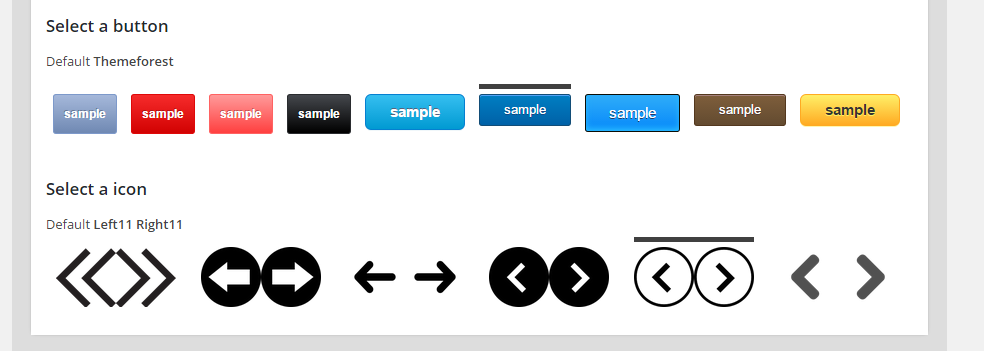 Select a button
Default Themeforest
sample sample sample sample sample sample sample sample sample
Select a icon
Default Left11 Right11